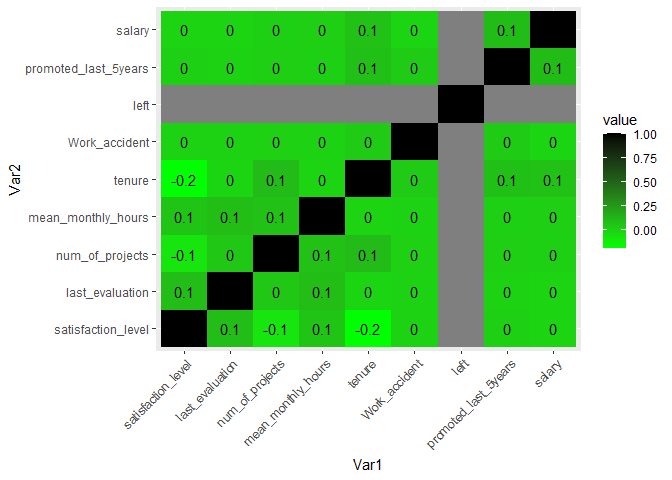 salary 0 0 0 0 0.1 0 0.1
promoted_last_5years 0 0 0 0 0.1 0 0.1
left
Work_accident 0 0 0 0 0 0 0
tenure -0.2 0 0.1 0 0 0.1 0.1
mean_monthly_hours 0.1 0.1 0.1 0 0 0 0
num_of_projects -0.1 0 0.1 0.1 0 0 0
last_evaluation 0.1 0 0.1 0 0 0 0
satisfaction_level 0.1 -0.1 0.1 -0.2 0 0 0
satisfaction_level
last_evaluation
num_of_projects
mean_monthly_hours
tenure
Work_accident
left
promoted_last_5years
salary
Var1
Var2
value
1.00
0.75
0.50
0.25
0.00